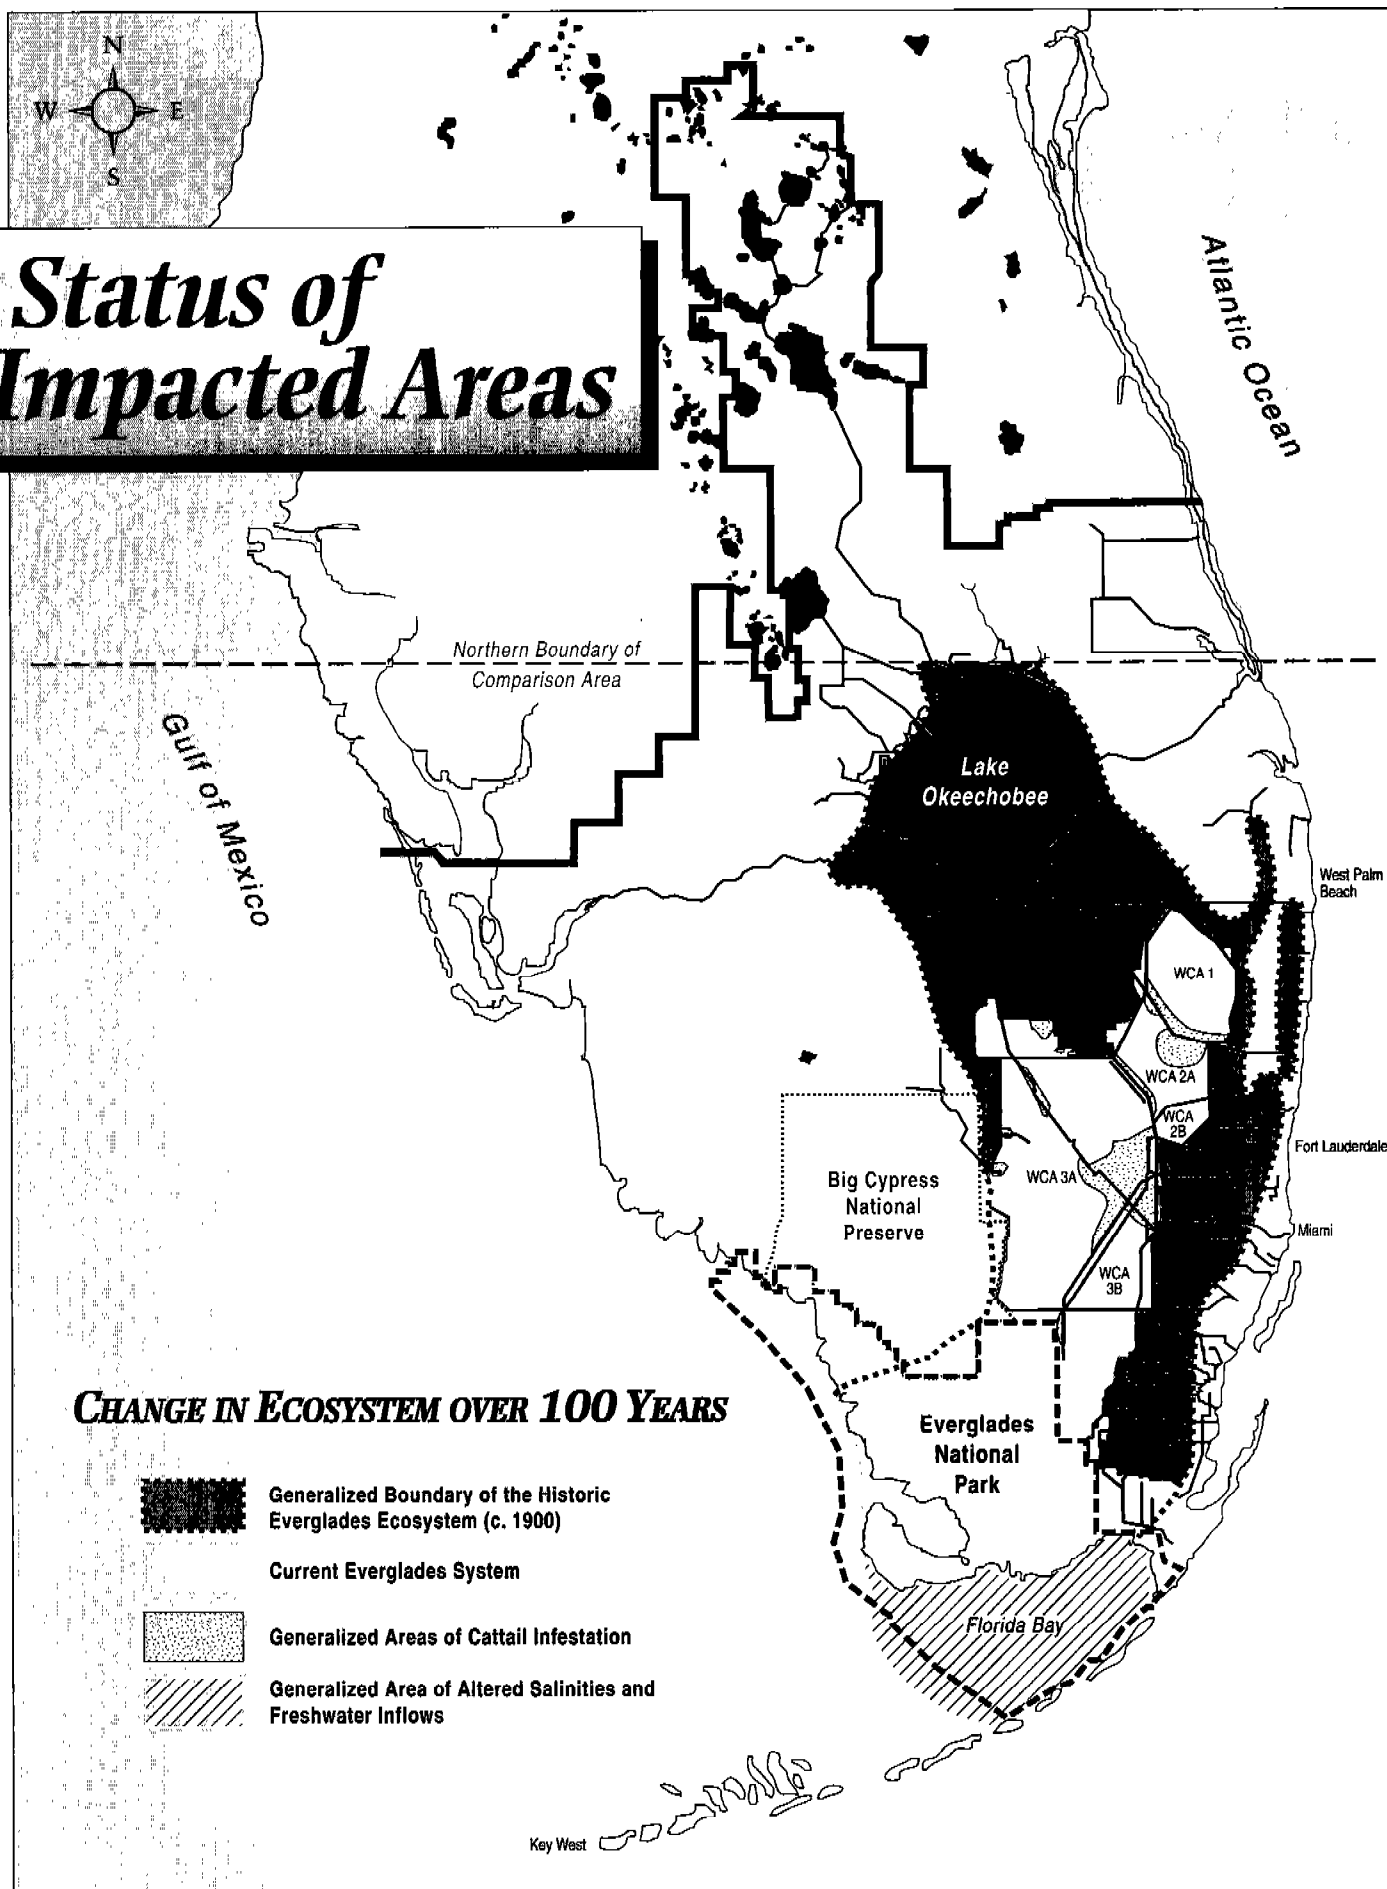 N
W E
S
Status of
Impacted Areas
Atlantic Ocean
Northern Boundary of
Comparison Area
Gulf of Mexico
Lake
Okeechobee
West Palm
Beach
WCA 1
WCA 2A
WCA
2B
Fort Lauderdale
WCA 3A
Big Cypress
National
Preserve
Miami
WCA
3B
CHANGE IN ECOSYSTEM OVER 100 YEARS
Everglades
National
Park
Generalized Boundary of the Historic
Everglades Ecosystem (c. 1900)
Current Everglades System
Generalized Areas of Cattail Infestation
Florida Bay
Generalized Area of Altered Salinities and
Freshwater Inflows
Key West